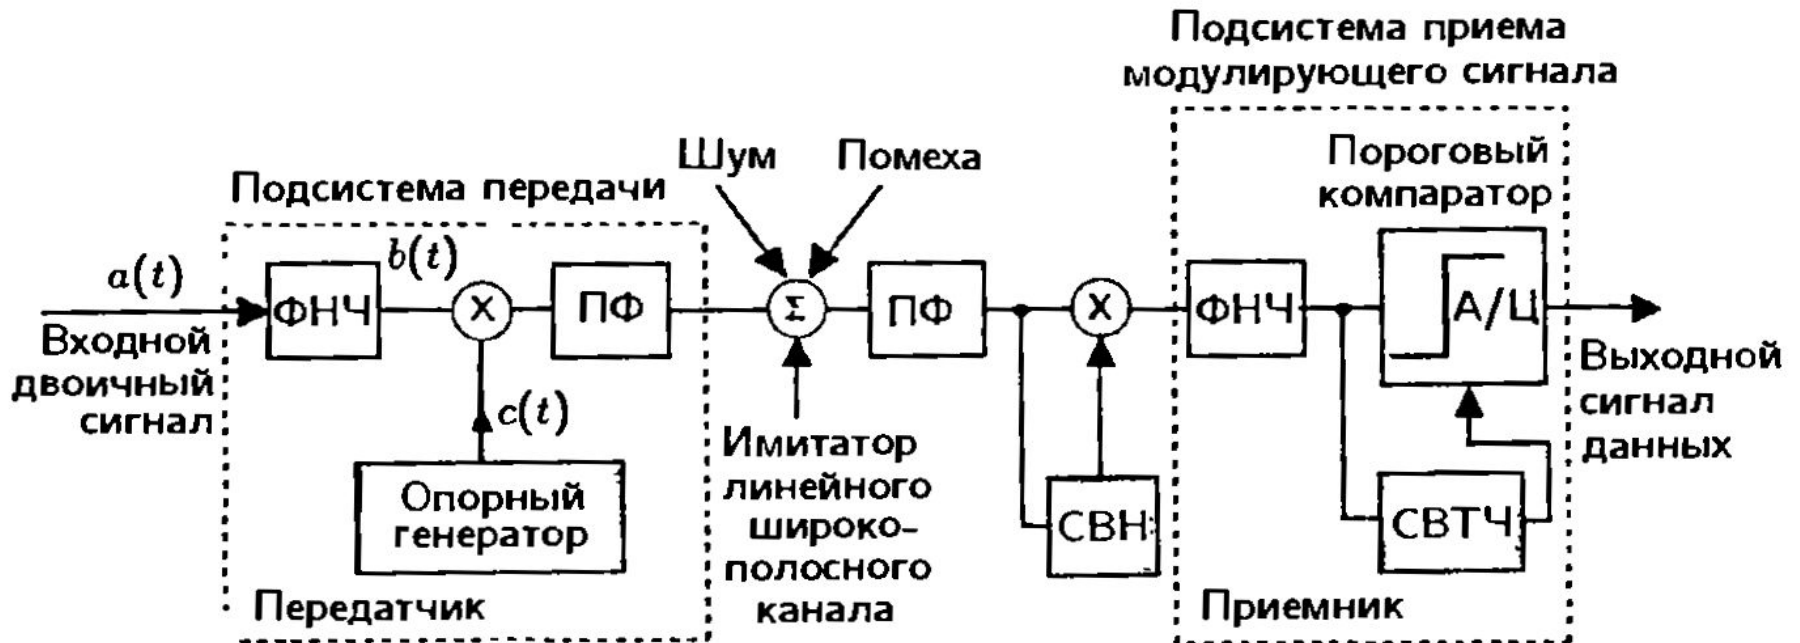 Подсистема приема
модулирующего сигнала
Шум
Помеха
Пороговый
компаратор
Подсистема передачи
a(t)
ФНЧ
b(t)
X
ПФ
Σ
ПФ
X
ФНЧ
А/Ц
Входной
двоичный
сигнал
c(t)
Опорный
генератор
Имитатор
линейного
широко-
полосного
канала
СВН
СВТЧ
Выходной
сигнал
данных
Передатчик
Приемник